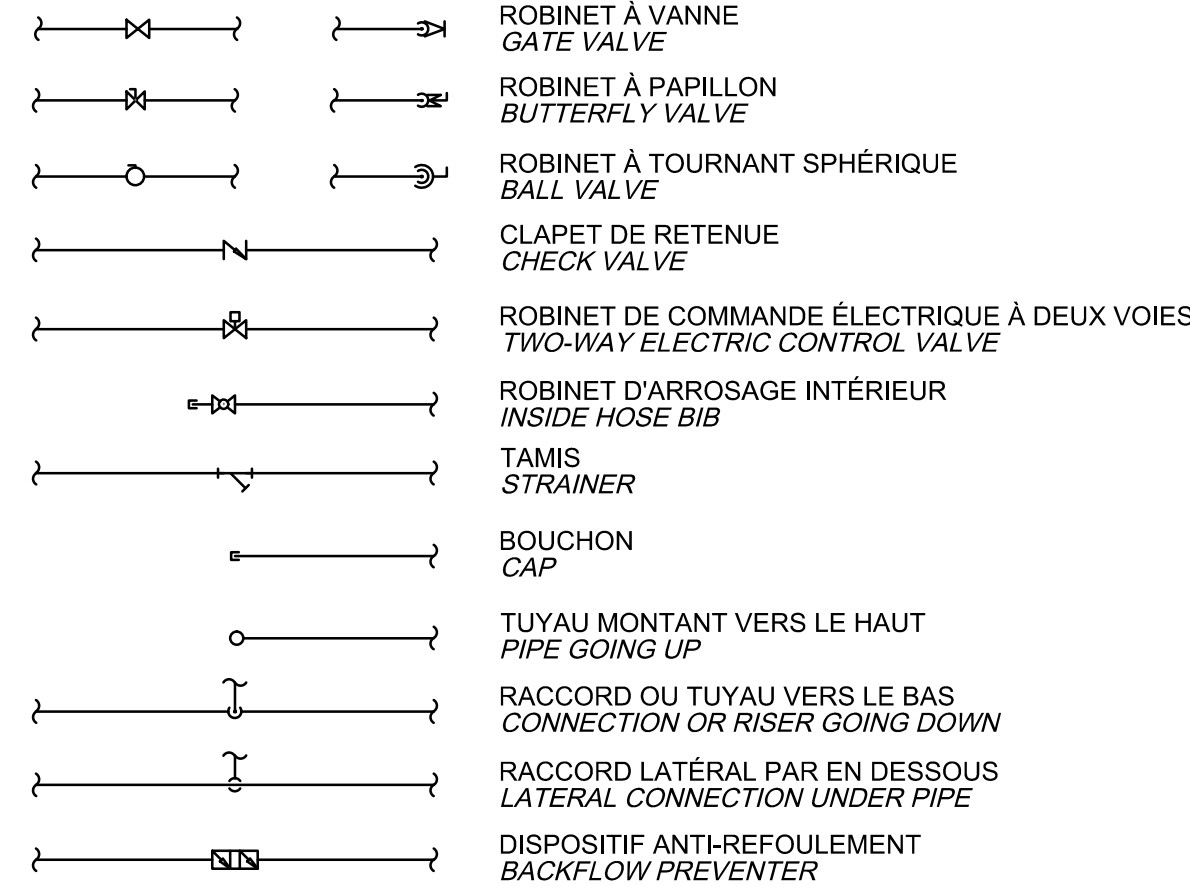 ROBINET À VANNE
GATE VALVE
ROBINET À PAPILLON
BUTTERFLY VALVE
ROBINET À TOURNANT SPHÉRIQUE
BALL VALVE
CLAPET DE RETENUE
CHECK VALVE
ROBINET DE COMMANDE ÉLECTRIQUE À DEUX VOIES
TWO-WAY ELECTRIC CONTROL VALVE
ROBINET D'ARROSAGE INTÉRIEUR
INSIDE HOSE BIB
TAMIS
STRAINER
BOUCHON
CAP
TUYAU MONTANT VERS LE HAUT
PIPE GOING UP
RACCORD OU TUYAU VERS LE BAS
CONNECTION OR RISER GOING DOWN
RACCORD LATÉRAL PAR EN DESSOUS
LATERAL CONNECTION UNDER PIPE
DISPOSITIF ANTI-REFOULEMENT
BACKFLOW PREVENTER